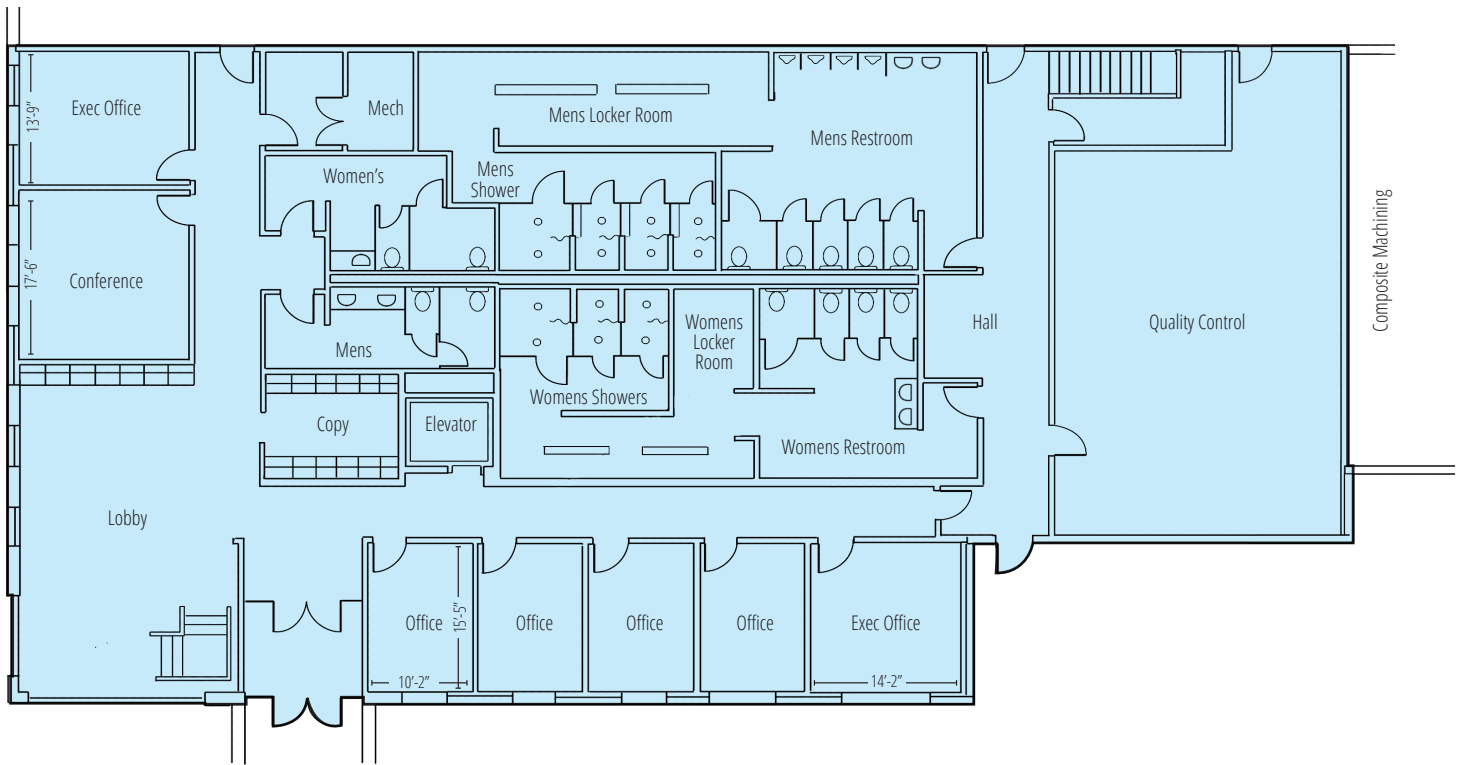 Exec Office
13'-9"
Mech
Mens Locker Room
Mens Restroom
Women's
Mens
Shower
Conference
17'-6"
Composite Machining
Hall
Quality Control
Womens
Locker
Room
Mens
Womens Showers
Copy
Elevator
Womens Restroom
Lobby
Office
15'-5"
10'-2"
Office
Office
Office
Exec Office
14'-2"